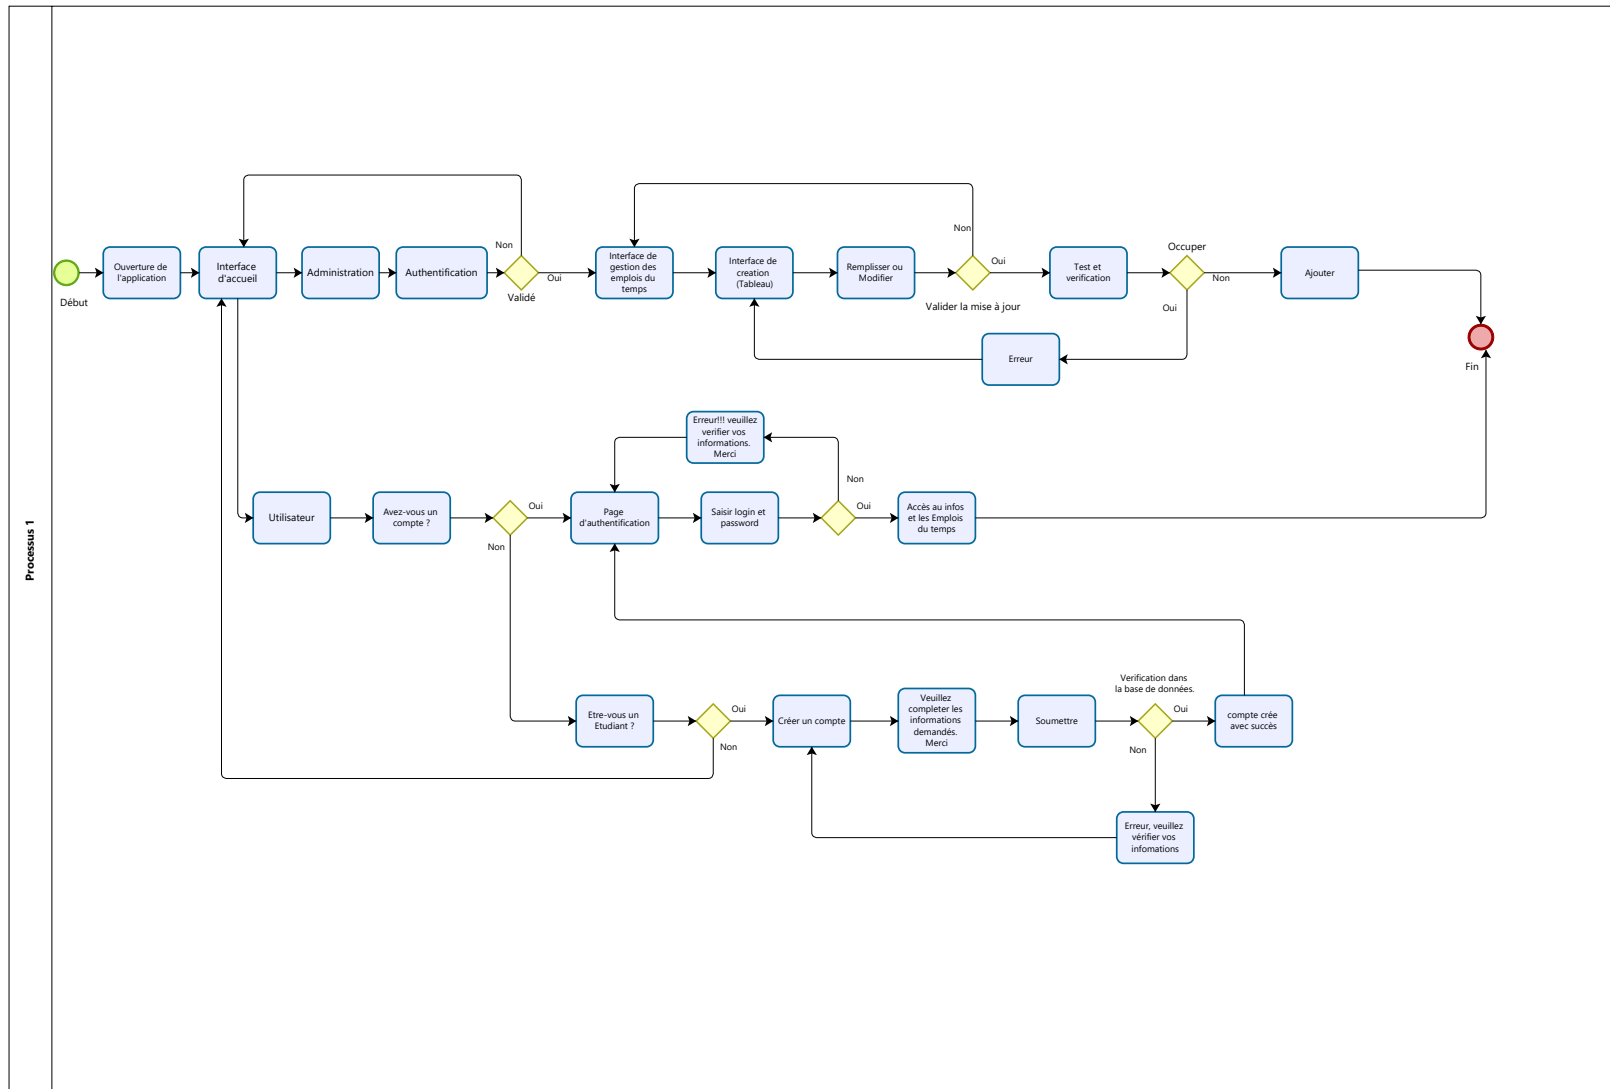 Processus 1
Début
Ouverture de
l'application
Interface
d'accueil
Administration
Authentification
Non
Oui
Validé
Interface de
gestion des
emplois du
temps
Interface de
creation
(Tableau)
Remplisser ou
Modifier
Non
Oui
Valider la mise à jour
Test et
verification
Occuper
Non
Oui
Ajouter
Erreur
Fin
Erreur!!! veuillez
verifier vos
informations.
Merci
Utilisateur
Avez-vous un
compte ?
Oui
Non
Page
d'authentification
Saisir login et
password
Non
Oui
Accès au infos
et les Emplois
du temps
Etre-vous un
Etudiant ?
Oui
Non
Créer un compte
Veuillez
completer les
informations
demandés.
Merci
Soumettre
Verification dans
la base de données.
Oui
Non
compte crée
avec succès
Erreur, veuillez
vérifier vos
infomations